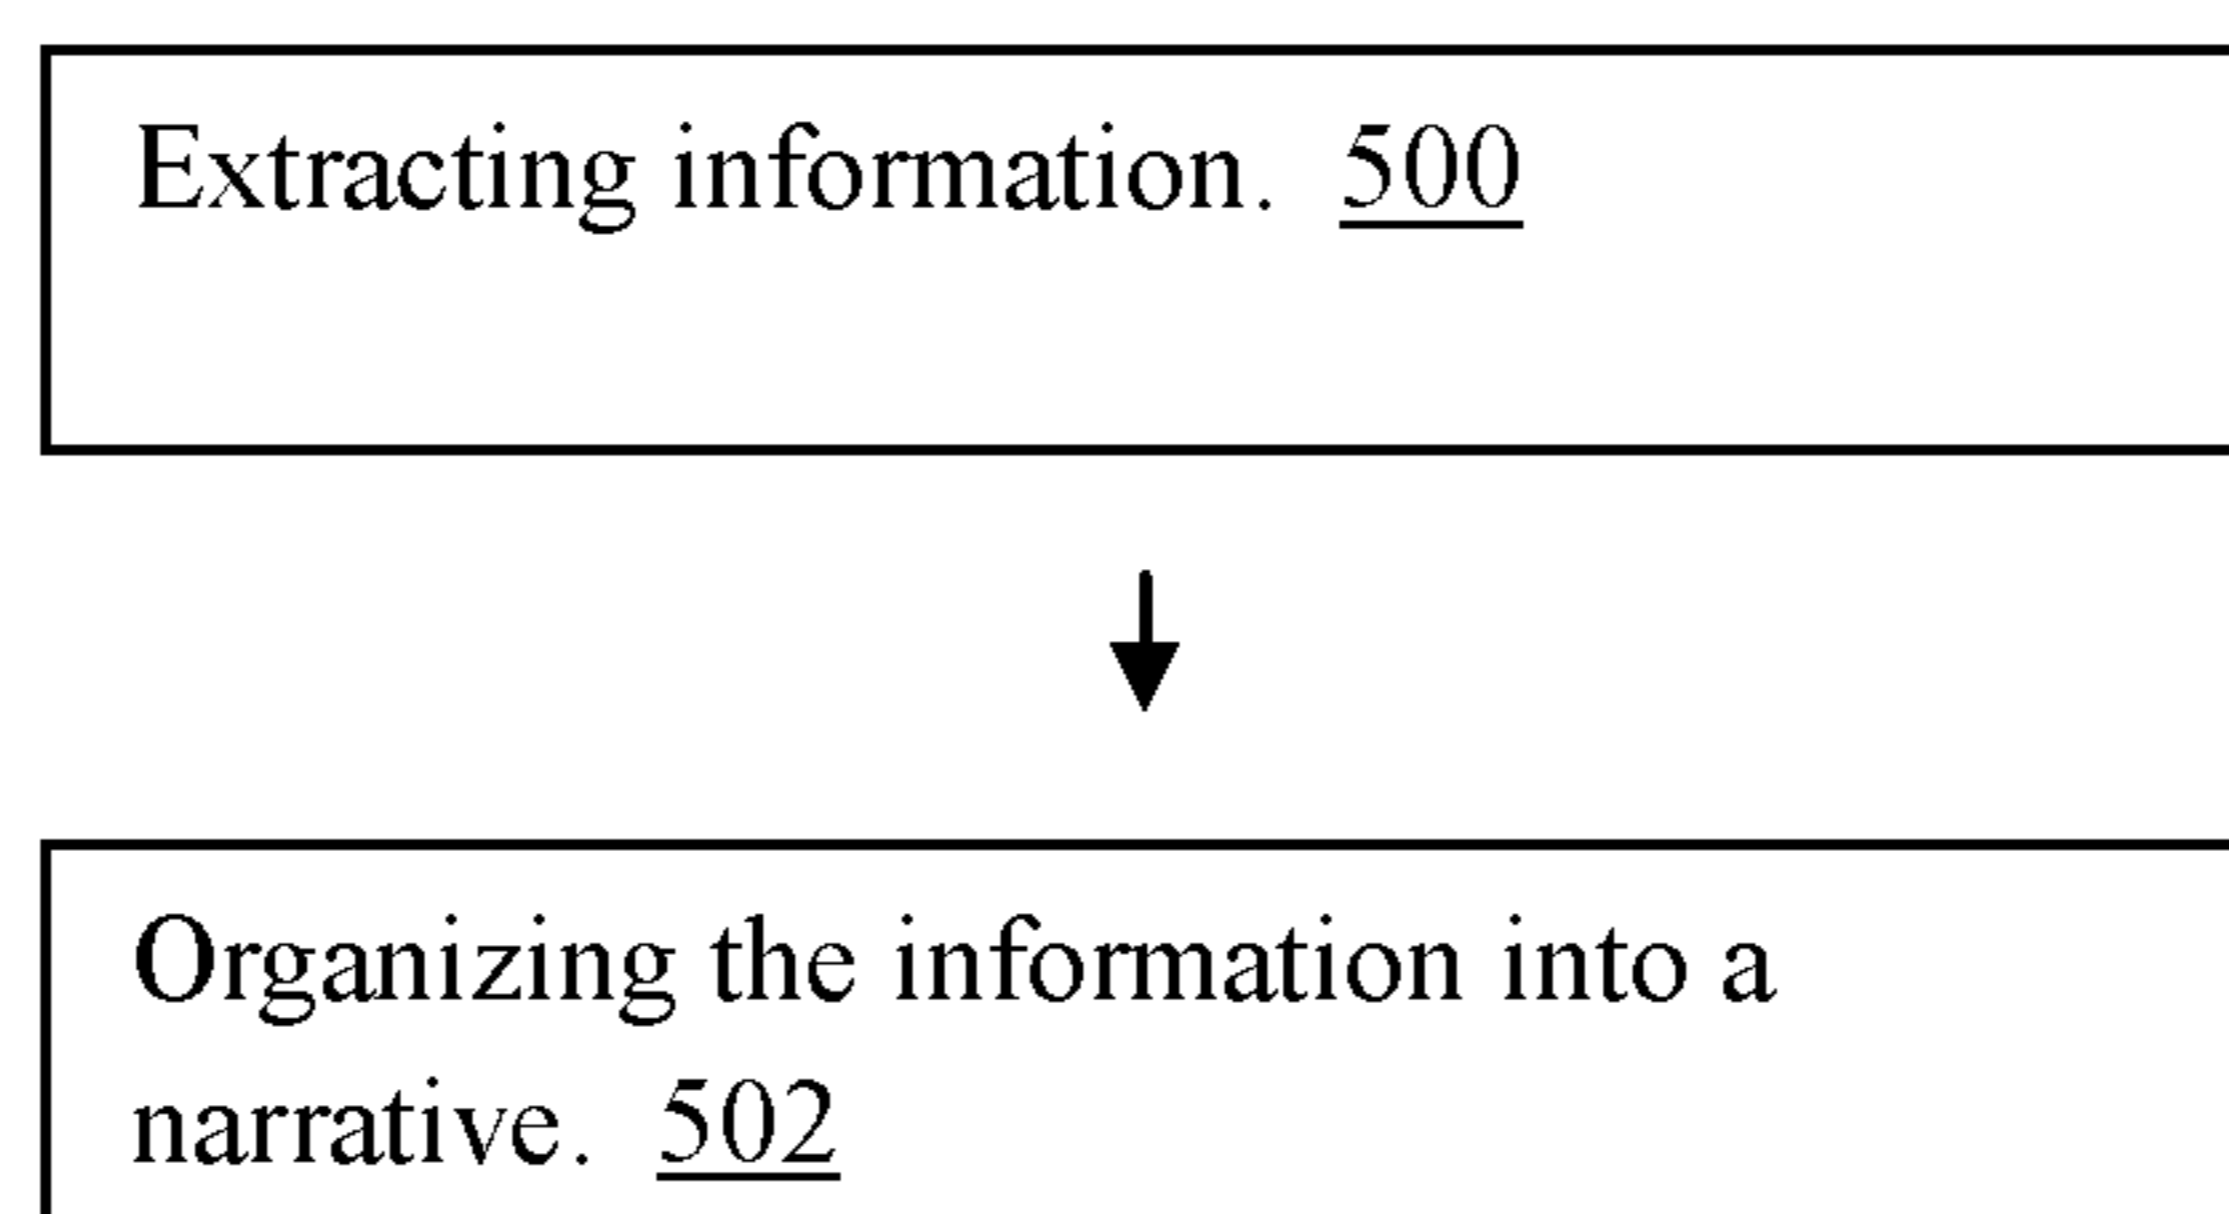 Extracting information. 500
Organizing the information into a
narrative. 502